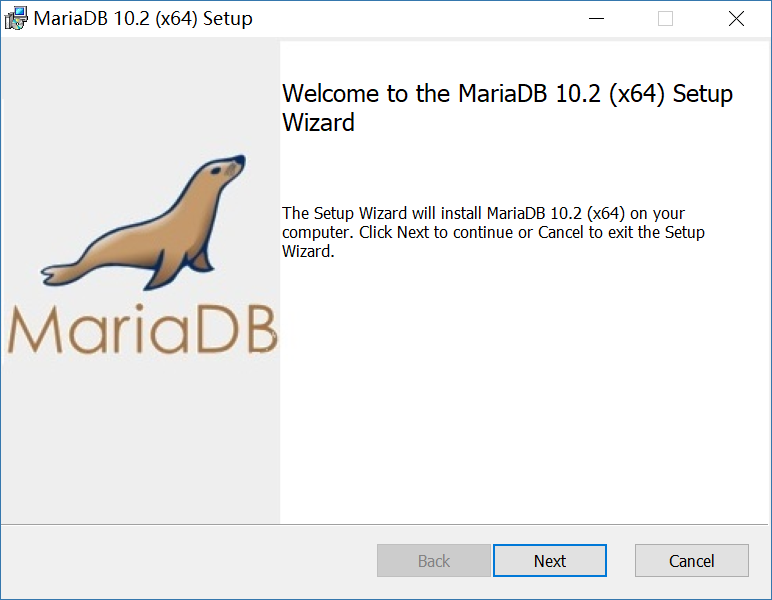 MariaDB 10.2 (x64) Setup
Welcome to the MariaDB 10.2 (x64) Setup
Wizard
The Setup Wizard will install MariaDB 10.2 (x64) on your
computer. Click Next to continue or Cancel to exit the Setup
Wizard.
MariaDB
Back
Next
Cancel